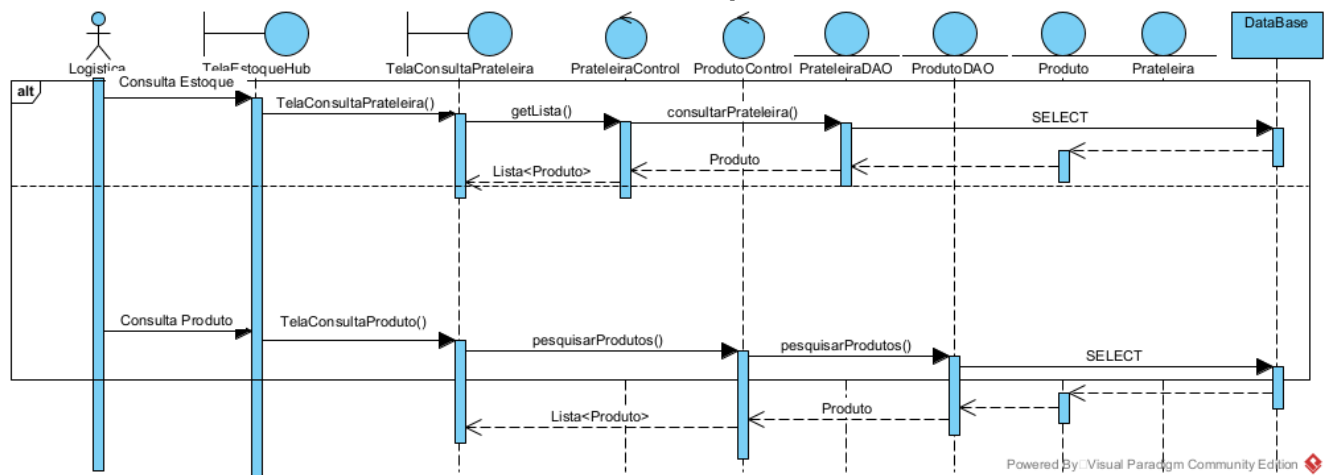 DataBase
Logistica
TelaEstoqueHub
TelaConsultaPrateleira
PrateleiraControl
ProdutoControl
PrateleiraDAO
ProdutoDAO
Produto
Prateleira
alt
Consulta Estoque
TelaConsultaPrateleira()
getLista()
consultarPrateleira()
SELECT
Produto
Lista<Produto>
Consulta Produto
TelaConsultaProduto()
pesquisarProdutos()
pesquisarProdutos()
SELECT
Produto
Lista<Produto>
Powered By Visual Paradigm Community Edition